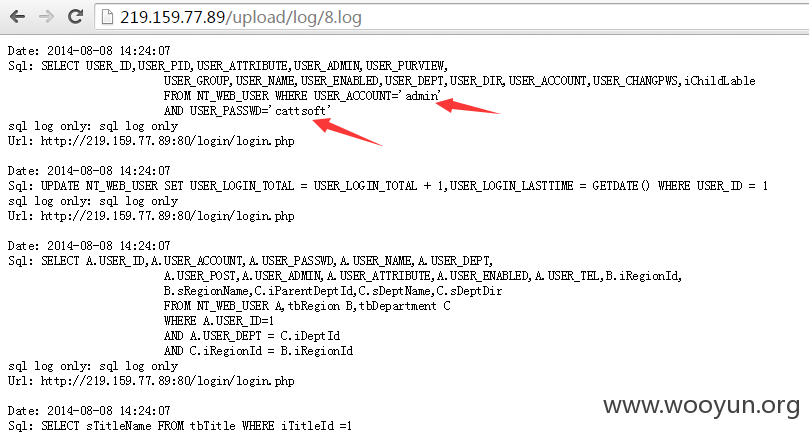 219.159.77.89/upload/log/8.log
Date: 2014-08-08 14:24:07
Sql: SELECT USER_ID,USER_PID,USER_ATTRIBUTE,USER_ADMIN,USER_PURVIEW,
USER_GROUP,USER_NAME,USER_ENABLED,USER_DEPT,USER_DIR,USER_ACCOUNT,USER_CHANGPWS,iChildLable
FROM NT_WEB_USER WHERE USER_ACCOUNT='admin'
AND USER_PASSWD='cattsoft'
sql log only: sql log only
Url: http://219.159.77.89:80/login/login.php
Date: 2014-08-08 14:24:07
Sql: UPDATE NT_WEB_USER SET USER_LOGIN_TOTAL = USER_LOGIN_TOTAL + 1,USER_LOGIN_LASTTIME = GETDATE() WHERE USER_ID = 1
sql log only: sql log only
Url: http://219.159.77.89:80/login/login.php
Date: 2014-08-08 14:24:07
Sql: SELECT A.USER_ID,A.USER_ACCOUNT,A.USER_PASSWD,A.USER_NAME,A.USER_DEPT,
A.USER_POST,A.USER_ADMIN,A.USER_ATTRIBUTE,A.USER_ENABLED,A.USER_TEL,B.iRegionId,
B.sRegionName,C.iParentDeptId,C.sDeptName,C.sDeptDir
FROM NT_WEB_USER A,tbRegion B,tbDepartment C
WHERE A.USER_ID=1
AND A.USER_DEPT = C.iDeptId
AND C.iRegionId = B.iRegionId
sql log only: sql log only
Url: http://219.159.77.89:80/login/login.php
Date: 2014-08-08 14:24:07
Sql: SELECT sTitleName FROM tbTitle WHERE iTitleId =1
www.wooyun.org